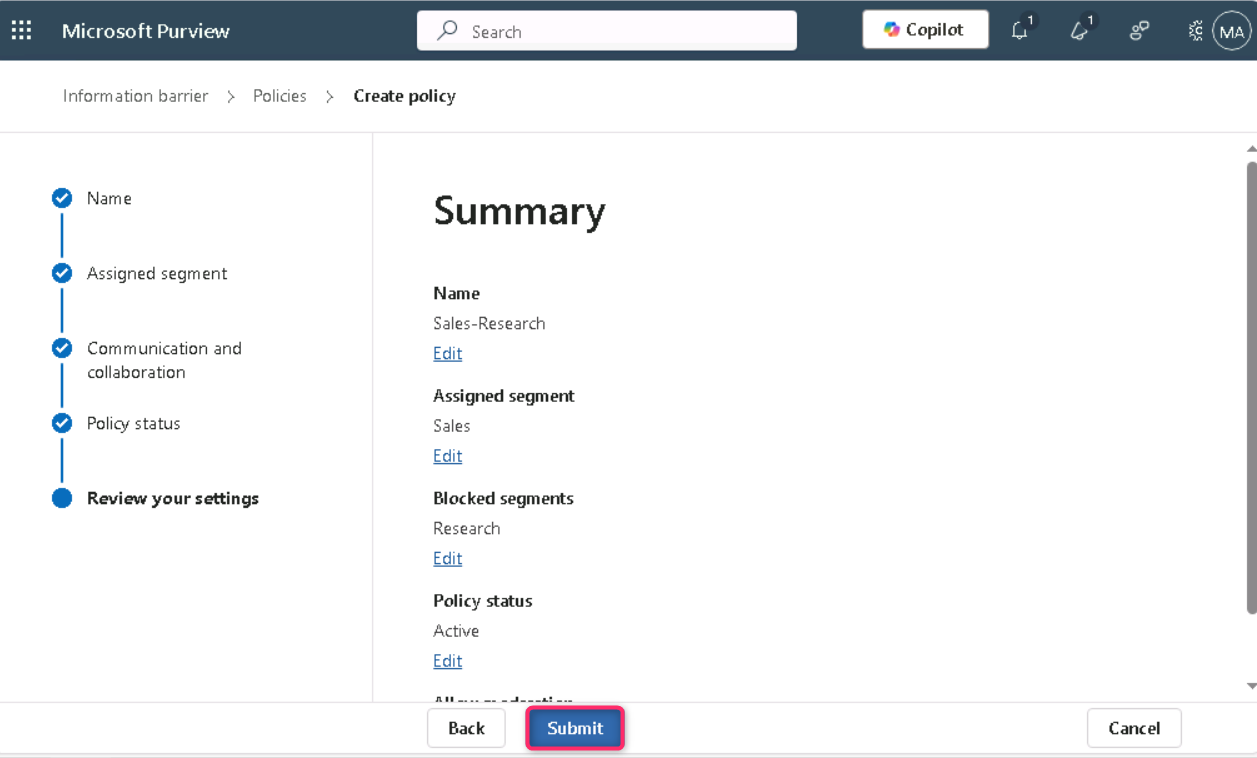 Microsoft Purview
Search
Copilot
1
1
MA
Information barrier > Policies > Create policy
Name
Assigned segment
Communication and
collaboration
Policy status
Review your settings
Summary
Name
Sales-Research
Edit
Assigned segment
Sales
Edit
Blocked segments
Research
Edit
Policy status
Active
Edit
Allow moderation
Back
Submit
Cancel